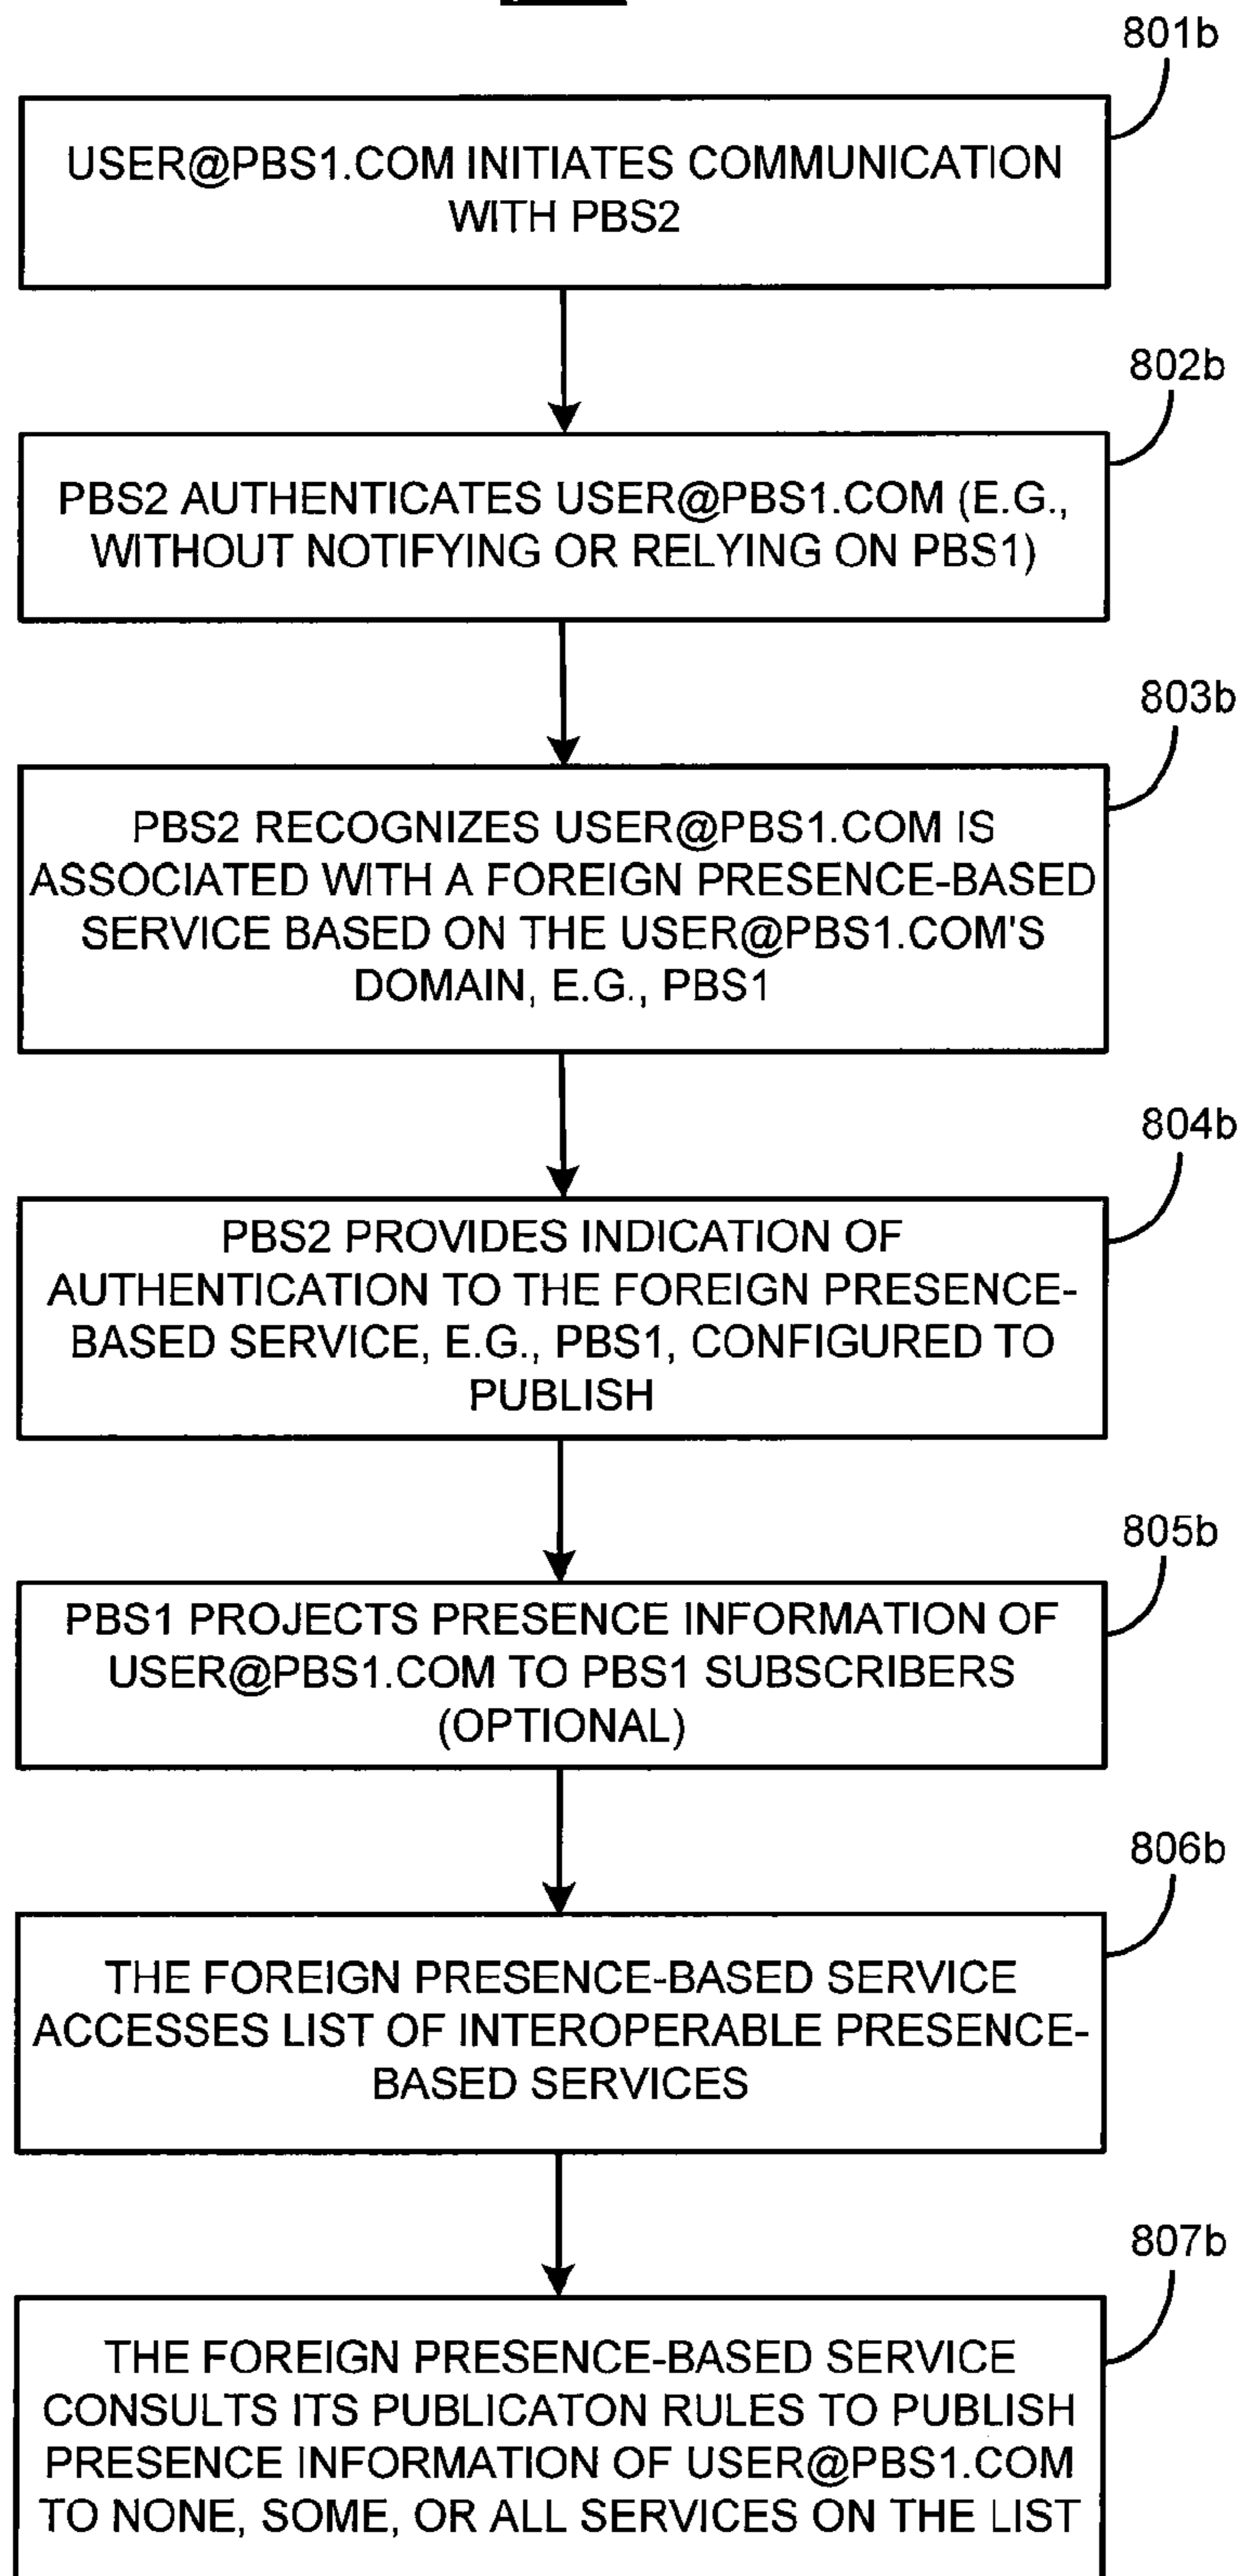 801b
USER@PBS1.COM INITIATES COMMUNICATION
WITH PBS2
802b
PBS2 AUTHENTICATES USER@PBS1.COM (E.G.,
WITHOUT NOTIFYING OR RELYING ON PBS1)
803b
PBS2 RECOGNIZES USER@PBS1.COM IS
ASSOCIATED WITH A FOREIGN PRESENCE-BASED
SERVICE BASED ON THE USER@PBS1.COM'S
DOMAIN, E.G., PBS1
804b
PBS2 PROVIDES INDICATION OF
AUTHENTICATION TO THE FOREIGN PRESENCE-
BASED SERVICE, E.G., PBS1, CONFIGURED TO
PUBLISH
805b
PBS1 PROJECTS PRESENCE INFORMATION OF
USER@PBS1.COM TO PBS1 SUBSCRIBERS
(OPTIONAL)
806b
THE FOREIGN PRESENCE-BASED SERVICE
ACCESSES LIST OF INTEROPERABLE PRESENCE-
BASED SERVICES
807b
THE FOREIGN PRESENCE-BASED SERVICE
CONSULTS ITS PUBLICATON RULES TO PUBLISH
PRESENCE INFORMATION OF USER@PBS1.COM
TO NONE, SOME, OR ALL SERVICES ON THE LIST